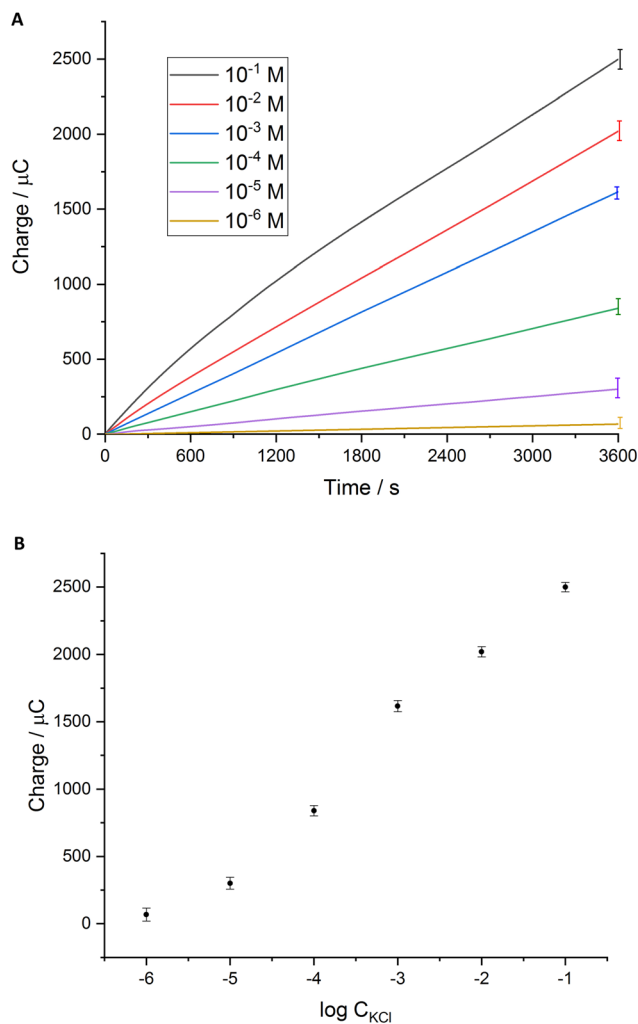 A
2500
2000
1500
1000
500
0
Charge / μC
10⁻¹ M
10⁻² M
10⁻³ M
10⁻⁴ M
10⁻⁵ M
10⁻⁶ M
0 600 1200 1800 2400 3000 3600
Time / s
B
2500
2000
1500
1000
500
0
Charge / μC
-6 -5 -4 -3 -2 -1
log C_KCl